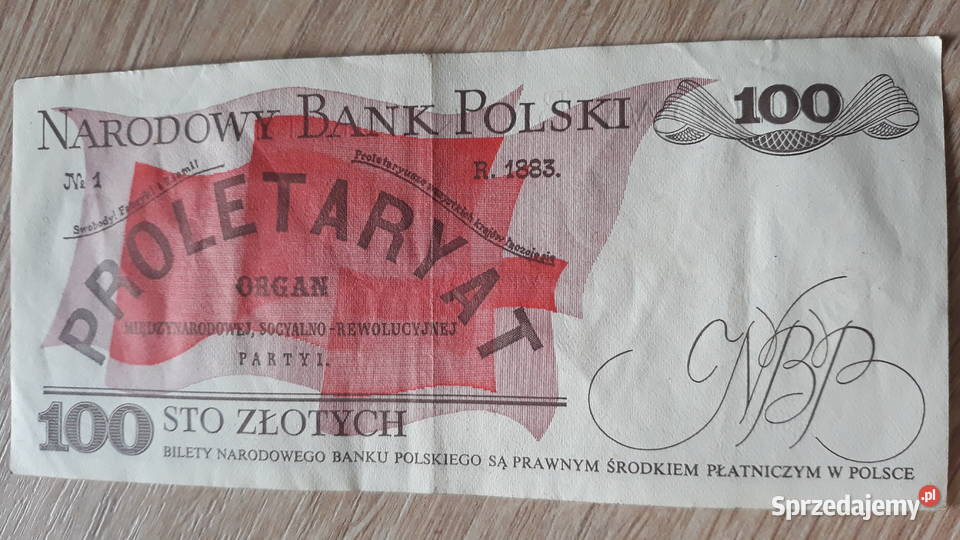 NARODOWY BANK POLSKI
100
№ 1
R. 1883.
Swobody! Fabryk! i Ziemi!
Proletaryusze wszystkich krajów łączcie się
PROLETARYAT
ORGAN
MIĘDZYNARODOWEJ, SOCYALNO-REWOLUCYJNEJ
PARTYI.
NBP
100 STO ZŁOTYCH
BILETY NARODOWEGO BANKU POLSKIEGO SĄ PRAWNYM ŚRODKIEM PŁATNICZYM W POLSCE
Sprzedajemy.pl